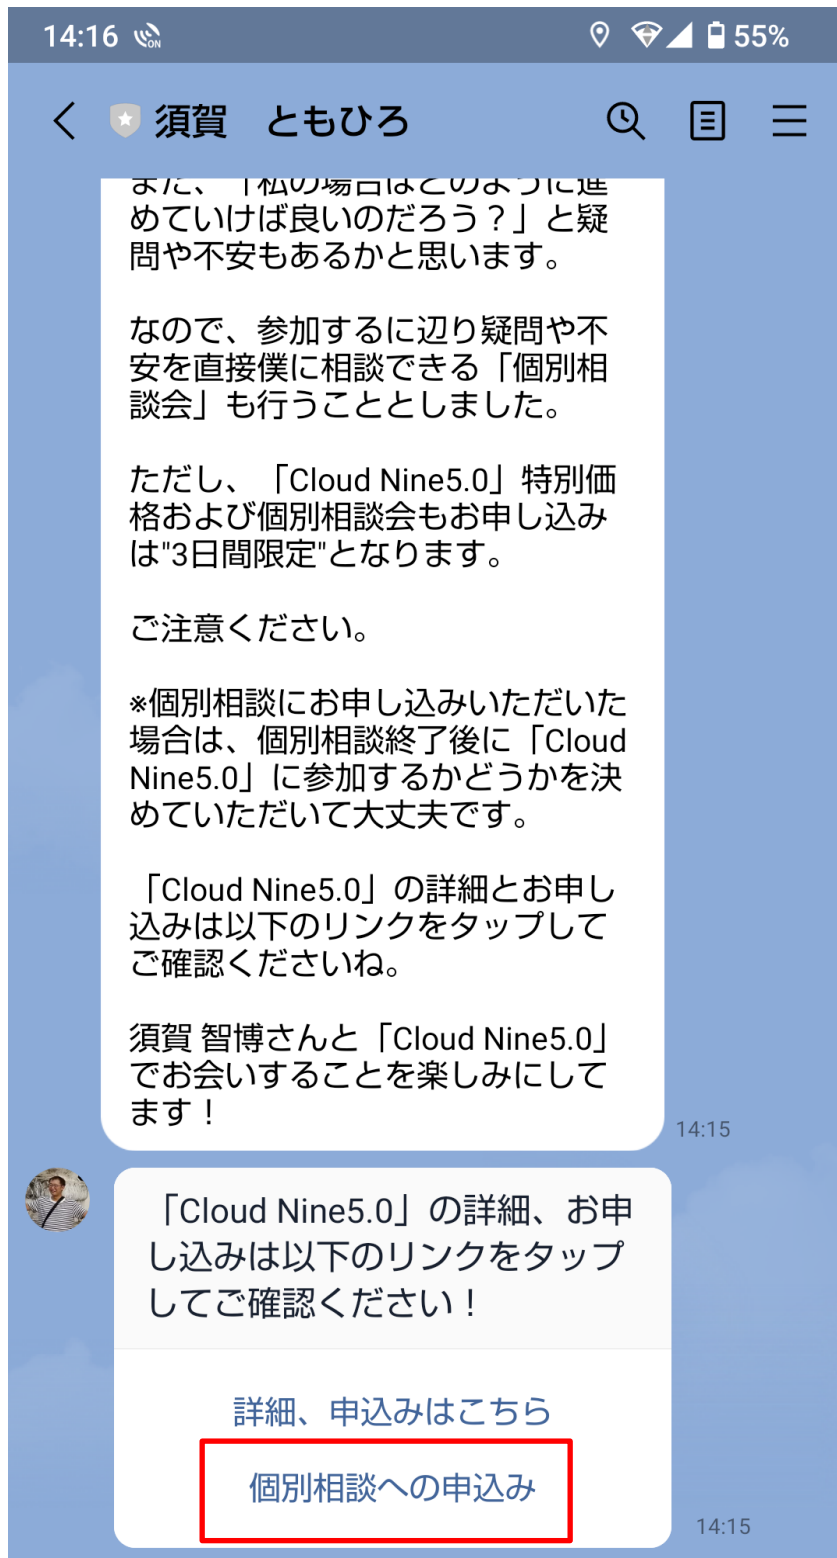 14:16
ON
55%
須賀　ともひろ
また、「私の場合はどのように進
めていけば良いのだろう？」と疑
問や不安もあるかと思います。
なので、参加するに辺り疑問や不
安を直接僕に相談できる「個別相
談会」も行うこととしました。
ただし、「Cloud Nine5.0」特別価
格および個別相談会もお申し込み
は"3日間限定"となります。
ご注意ください。
※個別相談にお申し込みいただいた
場合は、個別相談終了後に「Cloud
Nine5.0」に参加するかどうかを決
めていただいて大丈夫です。
「Cloud Nine5.0」の詳細とお申し
込みは以下のリンクをタップして
ご確認くださいね。
須賀 智博さんと「Cloud Nine5.0」
でお会いすることを楽しみにして
ます！
14:15
「Cloud Nine5.0」の詳細、お申
し込みは以下のリンクをタップ
してご確認ください！
詳細、申込みはこちら
個別相談への申込み
14:15